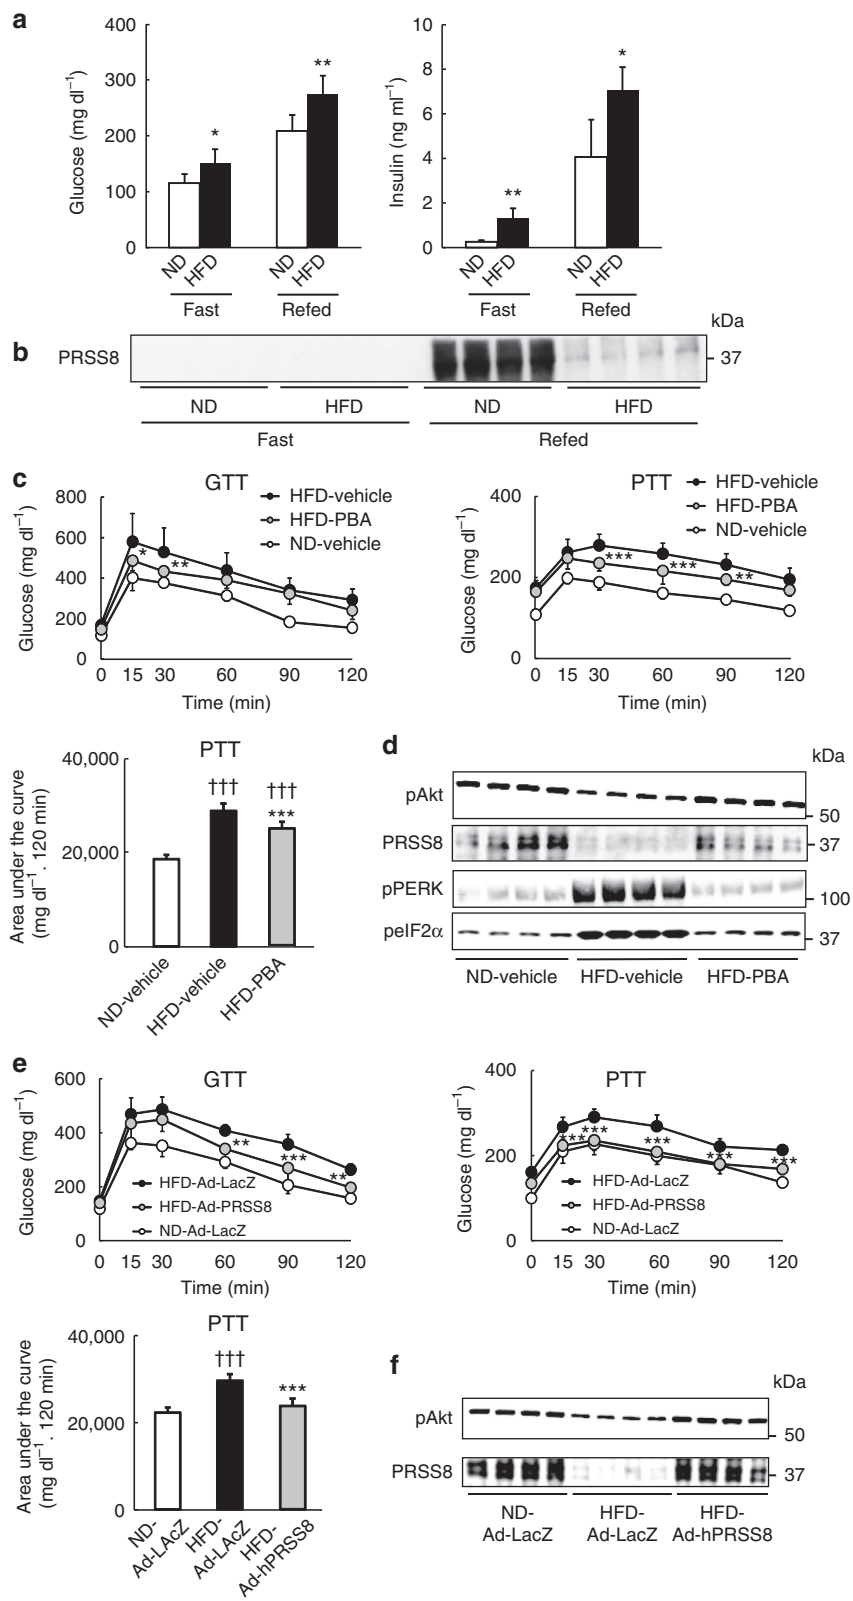 a
400
300
200
100
0
Glucose (mg dl−1)
*
**
ND
HFD
ND
HFD
Fast
Refed
10
8
6
4
2
0
Insulin (ng ml−1)
**
*
ND
HFD
ND
HFD
Fast
Refed
b
PRSS8
kDa
37
ND
HFD
ND
HFD
Fast
Refed
c
GTT
HFD-vehicle
HFD-PBA
ND-vehicle
800
600
400
200
0
Glucose (mg dl−1)
*
**
0 15 30 60 90 120
Time (min)
PTT
HFD-vehicle
HFD-PBA
ND-vehicle
400
200
0
Glucose (mg dl−1)
***
***
**
0 15 30 60 90 120
Time (min)
PTT
40,000
20,000
0
Area under the curve
(mg dl−1. 120 min)
†††
†††
***
ND-vehicle
HFD-vehicle
HFD-PBA
d
kDa
pAkt
50
PRSS8
37
pPERK
100
peIF2α
37
ND-vehicle
HFD-vehicle
HFD-PBA
e
GTT
600
400
200
0
Glucose (mg dl−1)
**
***
**
HFD-Ad-LacZ
HFD-Ad-PRSS8
ND-Ad-LacZ
0 15 30 60 90 120
Time (min)
PTT
400
200
0
Glucose (mg dl−1)
***
***
***
***
***
HFD-Ad-LacZ
HFD-Ad-PRSS8
ND-Ad-LacZ
0 15 30 60 90 120
Time (min)
PTT
40,000
20,000
0
Area under the curve
(mg dl−1. 120 min)
†††
***
ND-
Ad-LacZ
HFD-
Ad-LacZ
HFD-
Ad-hPRSS8
f
kDa
pAkt
50
PRSS8
37
ND-
Ad-LacZ
HFD-
Ad-LacZ
HFD-
Ad-hPRSS8